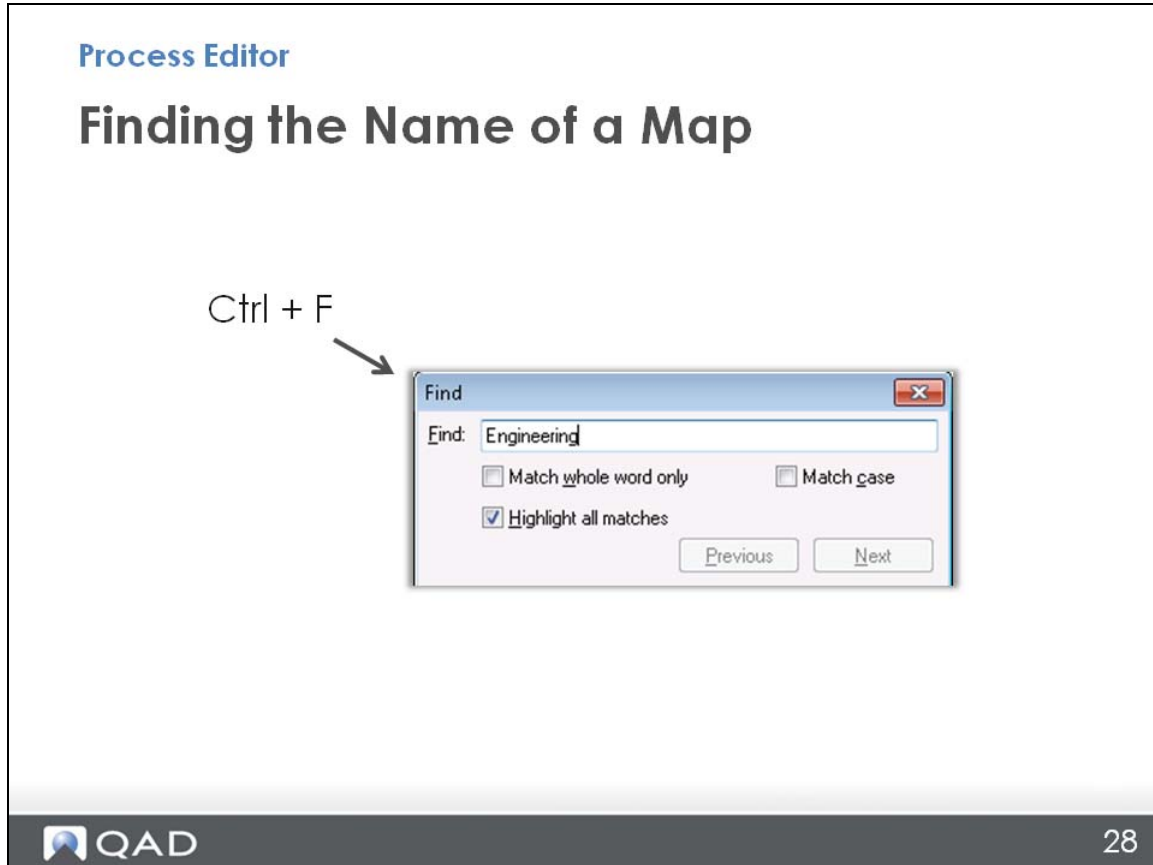 Process Editor
Finding the Name of a Map
Ctrl + F
Find
Find: Engineering
Match whole word only Match case
Highlight all matches
Previous Next
QAD 28